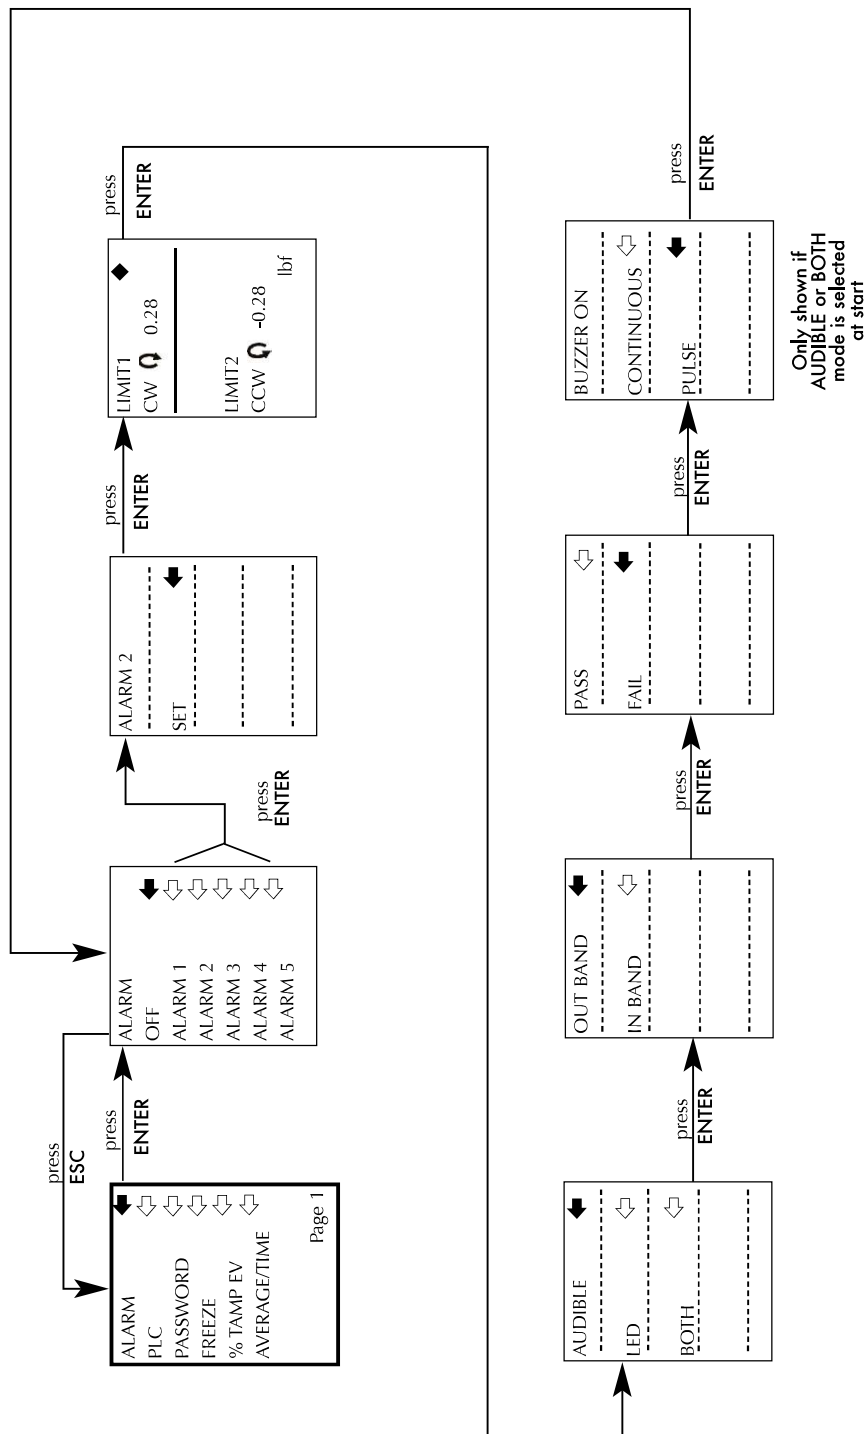 press
ESC
ALARM
PLC
PASSWORD
FREEZE
% TAMP EV
AVERAGE/TIME
Page 1
press
ENTER
ALARM
OFF
ALARM 1
ALARM 2
ALARM 3
ALARM 4
ALARM 5
press
ENTER
ALARM 2
SET
press
ENTER
LIMIT1
CW 0.28
LIMIT2
CCW -0.28
lbf
press
ENTER
AUDIBLE
LED
BOTH
press
ENTER
OUT BAND
IN BAND
press
ENTER
PASS
FAIL
press
ENTER
BUZZER ON
CONTINUOUS
PULSE
press
ENTER
Only shown if
AUDIBLE or BOTH
mode is selected
at start